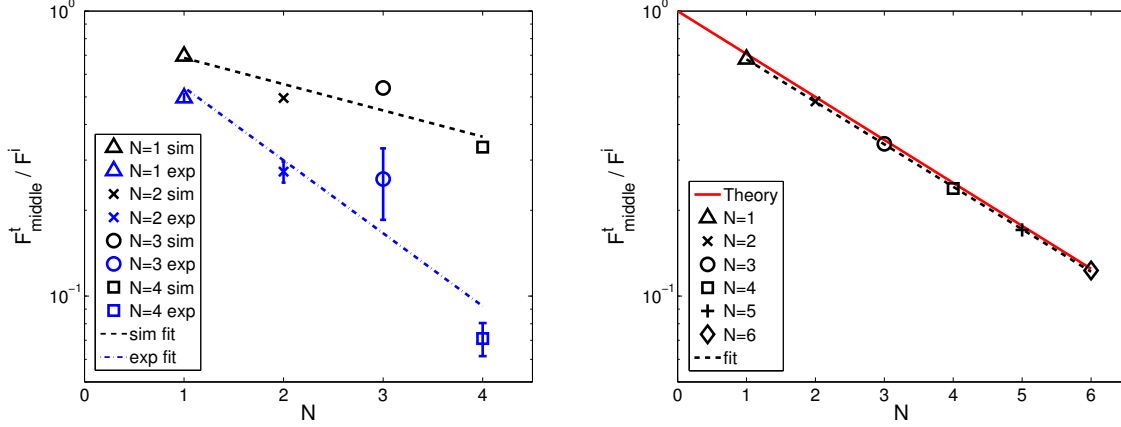 10^0
F^t_middle / F^i
10^-1
N=1 sim
N=1 exp
N=2 sim
N=2 exp
N=3 sim
N=3 exp
N=4 sim
N=4 exp
sim fit
exp fit
0 1 2 3 4
N
10^0
F^t_middle / F^i
10^-1
Theory
N=1
N=2
N=3
N=4
N=5
N=6
fit
0 1 2 3 4 5 6
N